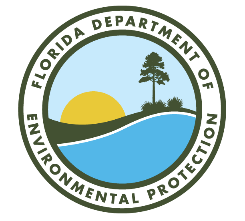 FLORIDA DEPARTMENT OF
ENVIRONMENTAL PROTECTION